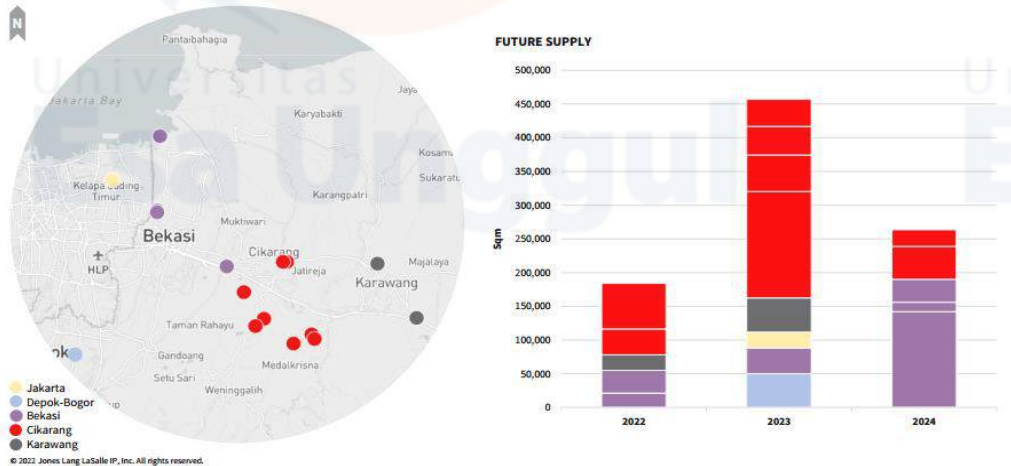 N
Pantaibahagia
Universitas
Esa Unggul
Jakarta Bay
Jaya
Karyabakti
Kosam
Sukaratu
Kelapa Gading
Timur
Karangpatri
Muktiwari
Bekasi
HLP
Cikarang
Jatireja
Majalaya
Karawang
Taman Rahayu
Gandoang
Setu Sari
Medalkrisna
Weninggalih
Jakarta
Depok-Bogor
Bekasi
Cikarang
Karawang
© 2022 Jones Lang LaSalle IP, Inc. All rights reserved.
FUTURE SUPPLY
Sqm
500,000
450,000
400,000
350,000
300,000
250,000
200,000
150,000
100,000
50,000
0
2022
2023
2024